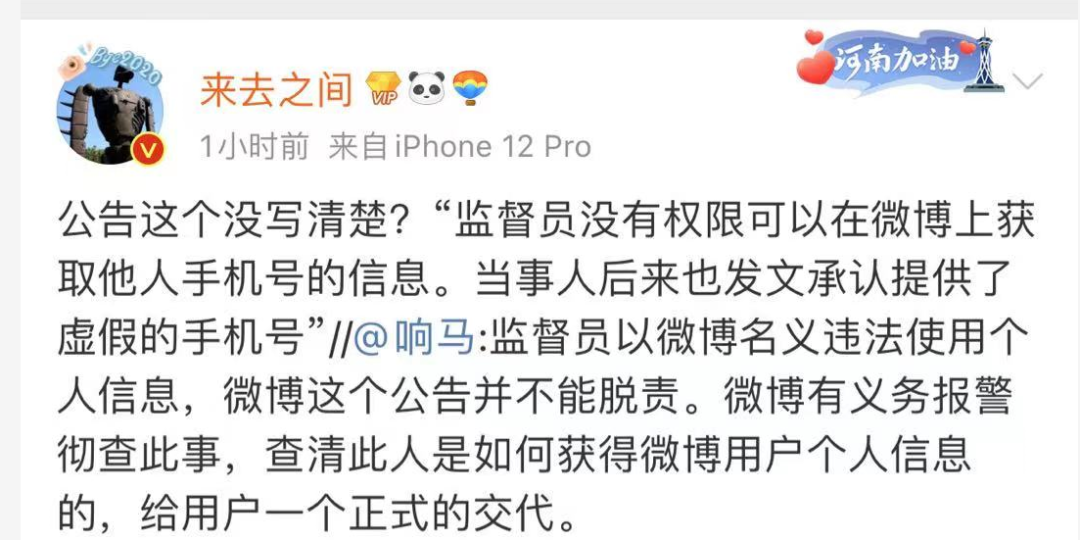 Bye2020
河南加油
来去之间 VIP
1小时前 来自iPhone 12 Pro
公告这个没写清楚？“监督员没有权限可以在微博上获
取他人手机号的信息。当事人后来也发文承认提供了
虚假的手机号”//@响马:监督员以微博名义违法使用个
人信息，微博这个公告并不能脱责。微博有义务报警
彻查此事，查清此人是如何获得微博用户个人信息
的，给用户一个正式的交代。